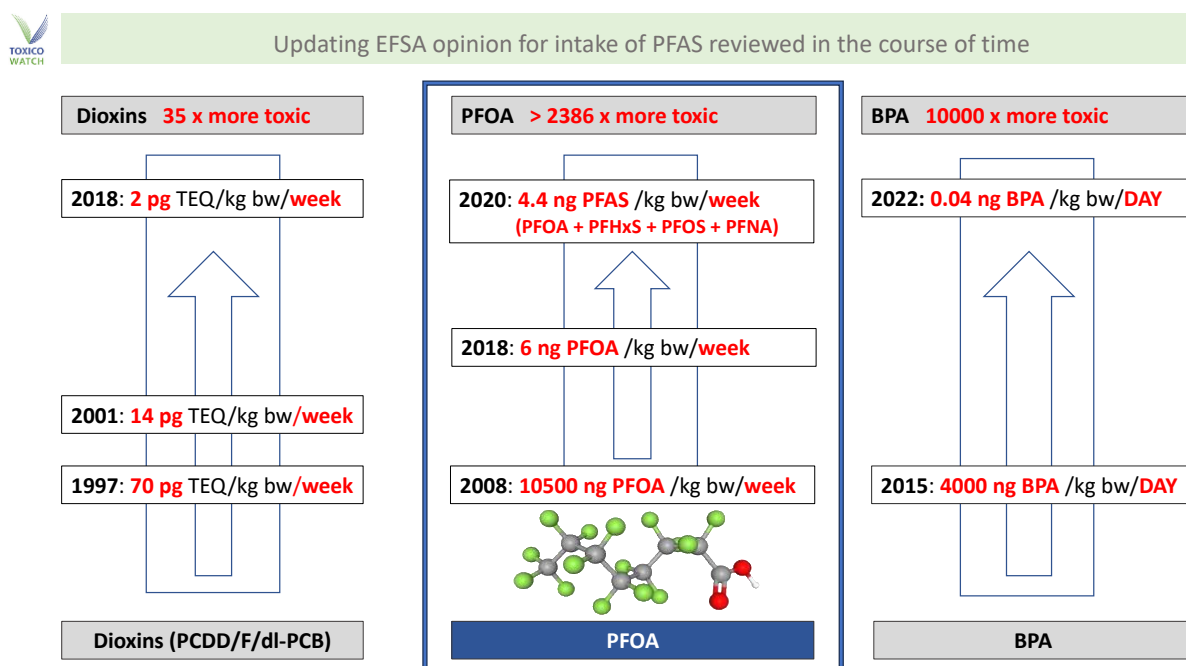 TOXICO
WATCH
Updating EFSA opinion for intake of PFAS reviewed in the course of time
Dioxins 35 x more toxic
2018: 2 pg TEQ/kg bw/week
2001: 14 pg TEQ/kg bw/week
1997: 70 pg TEQ/kg bw/week
Dioxins (PCDD/F/dl-PCB)
PFOA > 2386 x more toxic
2020: 4.4 ng PFAS /kg bw/week
(PFOA + PFHxS + PFOS + PFNA)
2018: 6 ng PFOA /kg bw/week
2008: 10500 ng PFOA /kg bw/week
PFOA
BPA 10000 x more toxic
2022: 0.04 ng BPA /kg bw/DAY
2015: 4000 ng BPA /kg bw/DAY
BPA